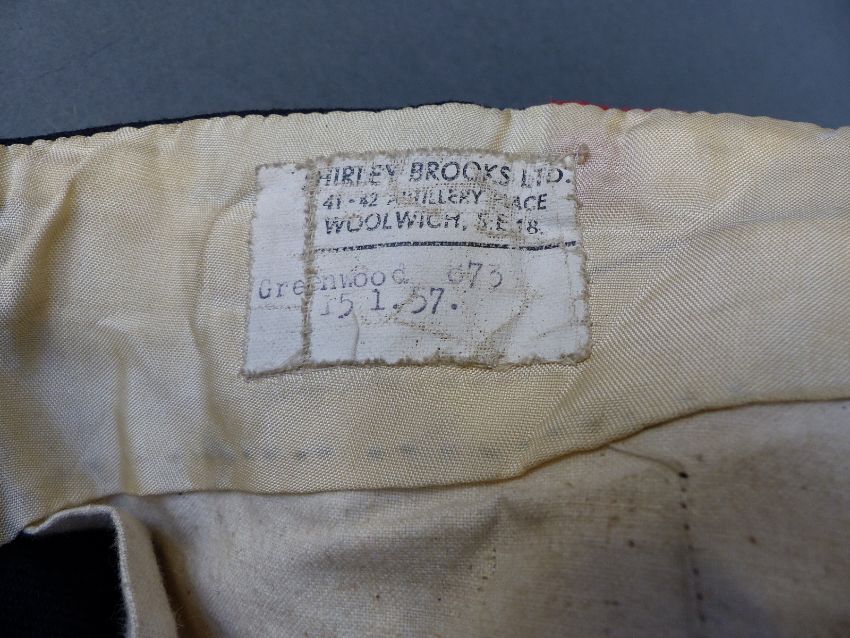 HIRLEY BROOKS LTD.
41-42 ARTILLERY PLACE
WOOLWICH, S.E 18.
Greenwood 673
15 1.57.